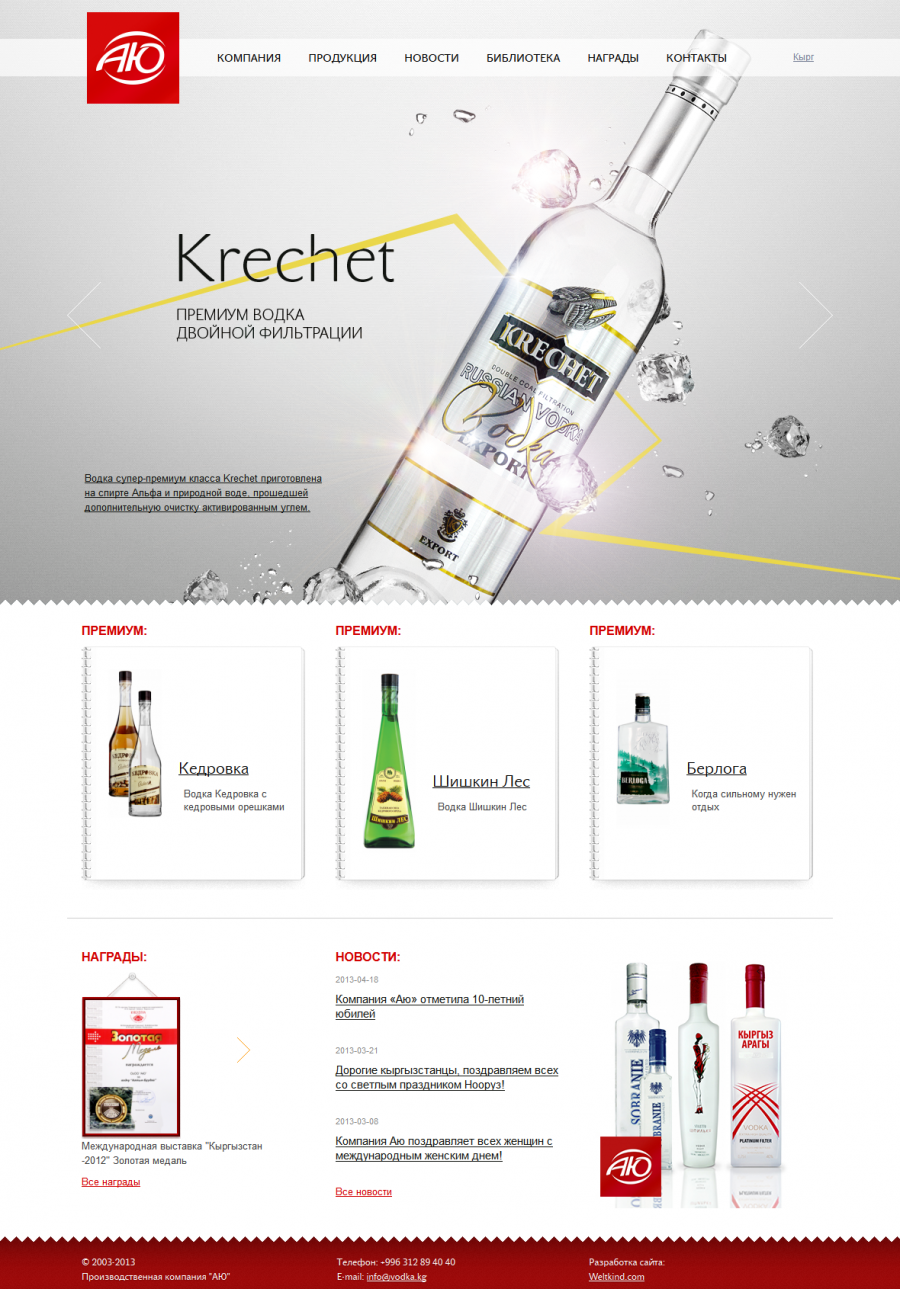 АЮ
КОМПАНИЯ ПРОДУКЦИЯ НОВОСТИ БИБЛИОТЕКА НАГРАДЫ КОНТАКТЫ Кырг
Krechet
ПРЕМИУМ ВОДКА
ДВОЙНОЙ ФИЛЬТРАЦИИ
KRECHET
DOUBLE COAL FILTRATION
RUSSIAN VODKA
Vodka
EXPORT
EXPORT
Водка супер-премиум класса Krechet приготовлена
на спирте Альфа и природной воде, прошедшей
дополнительную очистку активированным углем.
ПРЕМИУМ: ПРЕМИУМ: ПРЕМИУМ:
КЕДРОВКА
Кедровка
Водка Кедровка с
кедровыми орешками
Шишкин ЛЕС
Шишкин Лес
Водка Шишкин Лес
BERLOGA
Берлога
Когда сильному нужен
отдых
НАГРАДЫ:
Золотая
Медаль
награждается
Международная выставка "Кыргызстан
-2012" Золотая медаль
Все награды
НОВОСТИ:
2013-04-18
Компания «Аю» отметила 10-летний
юбилей
2013-03-21
Дорогие кыргызстанцы, поздравляем всех
со светлым праздником Нооруз!
2013-03-08
Компания Аю поздравляет всех женщин с
международным женским днем!
Все новости
SOBRANIE
SOBRANIE
КЫРГЫЗ
АРАГЫ
VODKA
PLATINUM FILTER
АЮ
© 2003-2013
Производственная компания "АЮ"
Телефон: +996 312 89 40 40
E-mail: info@vodka.kg
Разработка сайта:
Weltkind.com